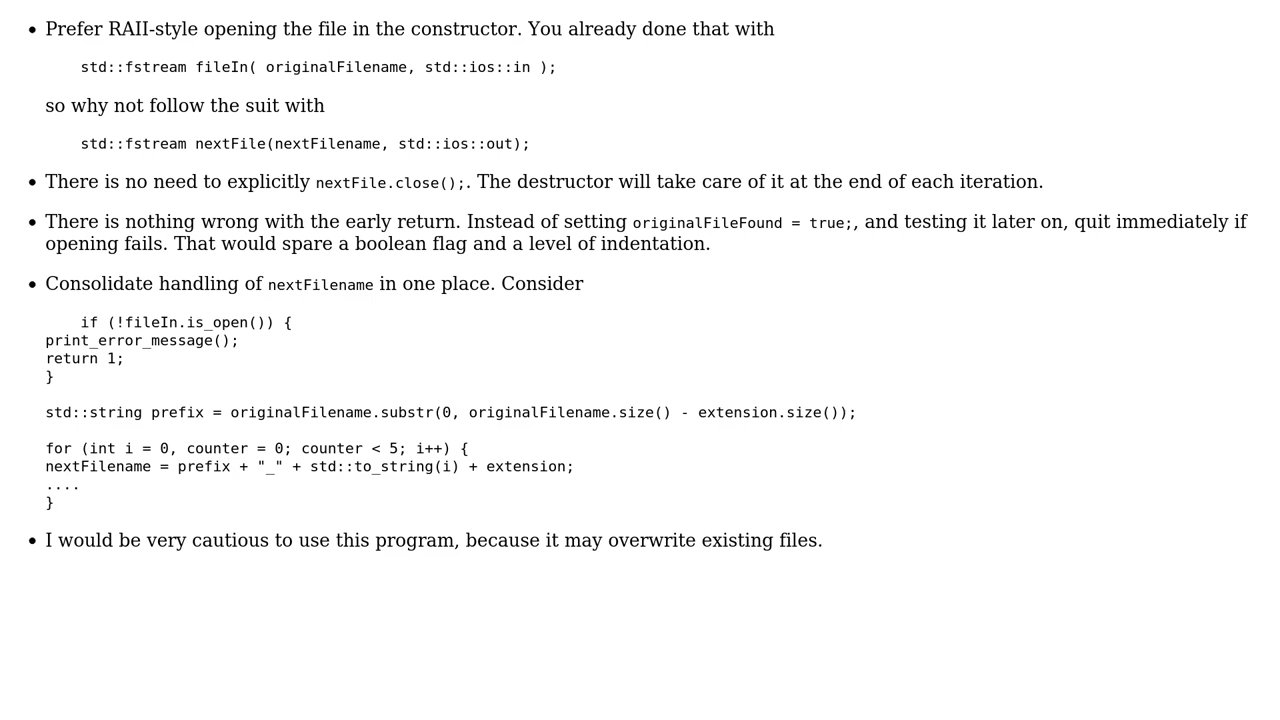 • Prefer RAII-style opening the file in the constructor. You already done that with
std::fstream fileIn( originalFilename, std::ios::in );
so why not follow the suit with
std::fstream nextFile(nextFilename, std::ios::out);
• There is no need to explicitly nextFile.close();. The destructor will take care of it at the end of each iteration.
• There is nothing wrong with the early return. Instead of setting originalFileFound = true;, and testing it later on, quit immediately if
opening fails. That would spare a boolean flag and a level of indentation.
• Consolidate handling of nextFilename in one place. Consider
if (!fileIn.is_open()) {
print_error_message();
return 1;
}
std::string prefix = originalFilename.substr(0, originalFilename.size() - extension.size());
for (int i = 0, counter = 0; counter < 5; i++) {
nextFilename = prefix + "_" + std::to_string(i) + extension;
....
}
• I would be very cautious to use this program, because it may overwrite existing files.